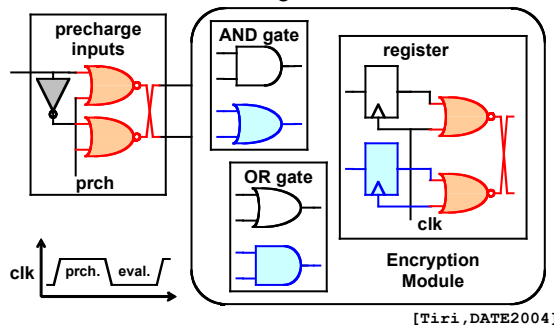 precharge
inputs
prch
AND gate
OR gate
register
clk
Encryption
Module
clk
prch.
eval.
[Tiri,DATE2004]